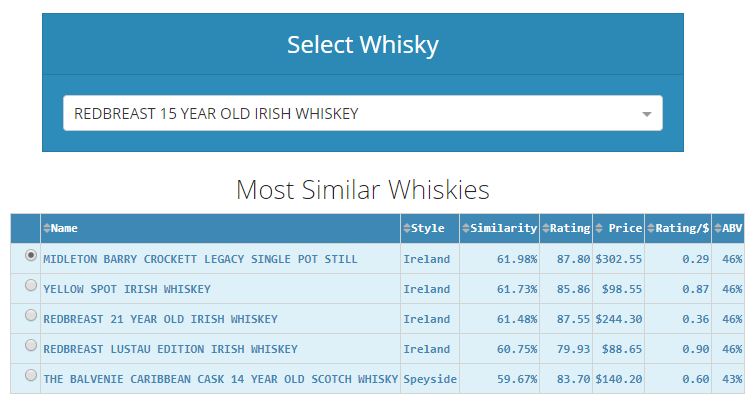 Select Whisky
REDBREAST 15 YEAR OLD IRISH WHISKEY
Most Similar Whiskies
Name Style Similarity Rating Price Rating/$ ABV
MIDLETON BARRY CROCKETT LEGACY SINGLE POT STILL Ireland 61.98% 87.80 $302.55 0.29 46%
YELLOW SPOT IRISH WHISKEY Ireland 61.73% 85.86 $98.55 0.87 46%
REDBREAST 21 YEAR OLD IRISH WHISKEY Ireland 61.48% 87.55 $244.30 0.36 46%
REDBREAST LUSTAU EDITION IRISH WHISKEY Ireland 60.75% 79.93 $88.65 0.90 46%
THE BALVENIE CARIBBEAN CASK 14 YEAR OLD SCOTCH WHISKY Speyside 59.67% 83.70 $140.20 0.60 43%